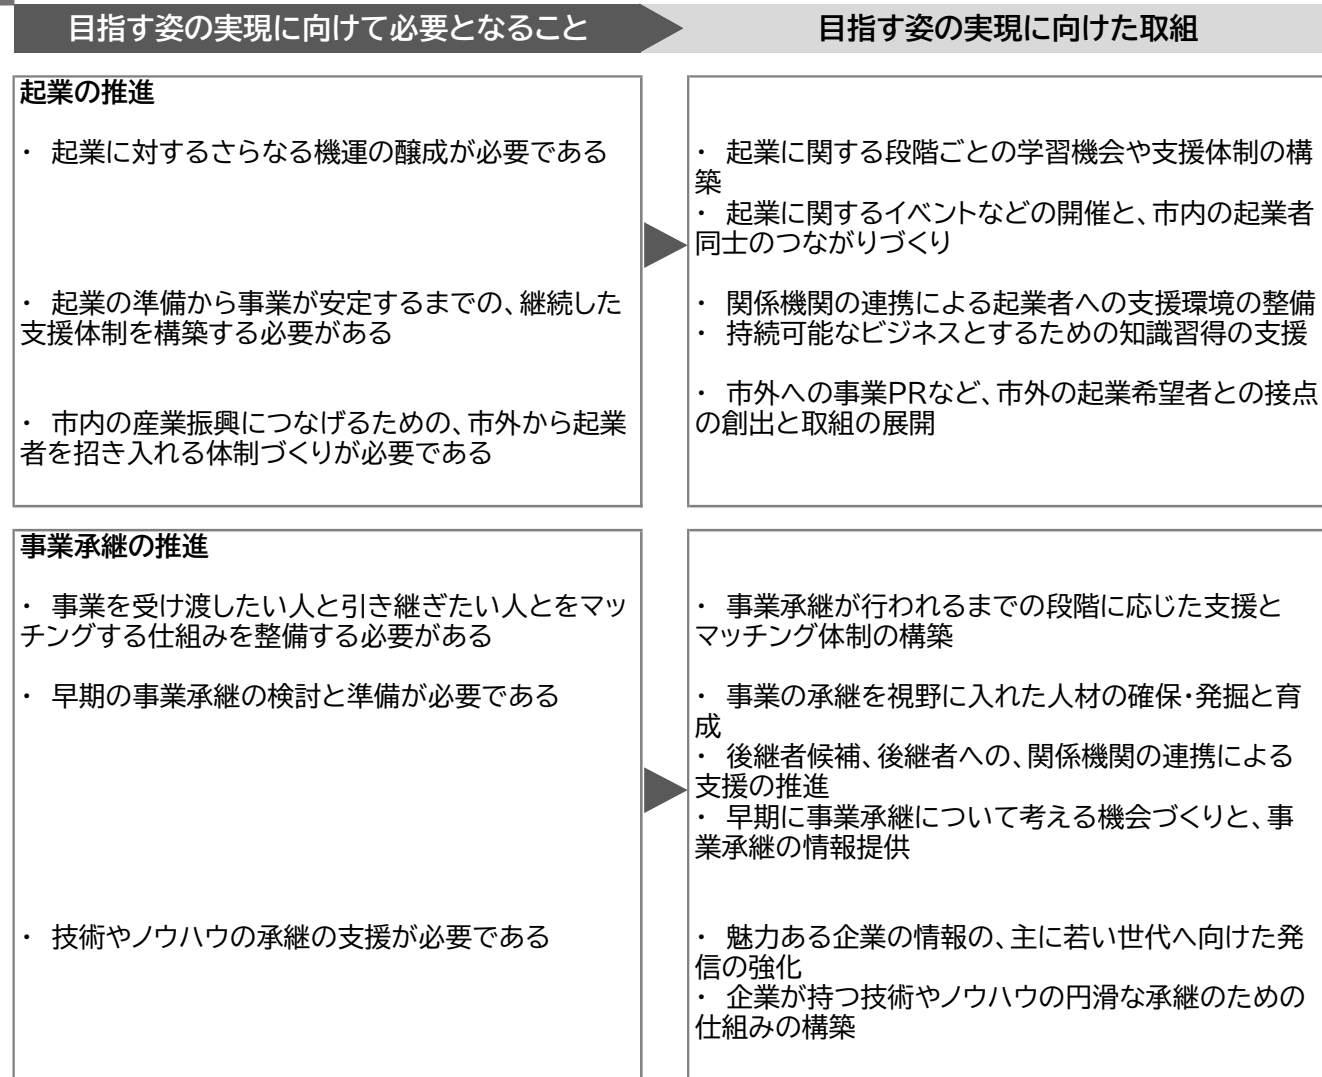 目指す姿の実現に向けて必要となること
目指す姿の実現に向けた取組
起業の推進
・ 起業に対するさらなる機運の醸成が必要である
・ 起業の準備から事業が安定するまでの、継続した
支援体制を構築する必要がある
・ 市内の産業振興につなげるための、市外から起業
者を招き入れる体制づくりが必要である
・ 起業に関する段階ごとの学習機会や支援体制の構
築
・ 起業に関するイベントなどの開催と、市内の起業者
同士のつながりづくり
・ 関係機関の連携による起業者への支援環境の整備
・ 持続可能なビジネスとするための知識習得の支援
・ 市外への事業PRなど、市外の起業希望者との接点
の創出と取組の展開
事業承継の推進
・ 事業を受け渡したい人と引き継ぎたい人とをマッ
チングする仕組みを整備する必要がある
・ 早期の事業承継の検討と準備が必要である
・ 技術やノウハウの承継の支援が必要である
・ 事業承継が行われるまでの段階に応じた支援と
マッチング体制の構築
・ 事業の承継を視野に入れた人材の確保・発掘と育
成
・ 後継者候補、後継者への、関係機関の連携による
支援の推進
・ 早期に事業承継について考える機会づくりと、事
業承継の情報提供
・ 魅力ある企業の情報の、主に若い世代へ向けた発
信の強化
・ 企業が持つ技術やノウハウの円滑な承継のための
仕組みの構築